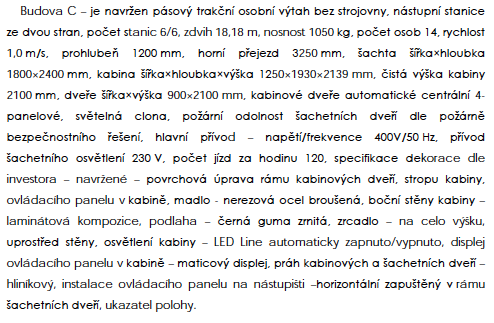 Budova C – je navržen pásový trakční osobní výtah bez strojovny, nástupní stanice
ze dvou stran, počet stanic 6/6, zdvih 18,18 m, nosnost 1050 kg, počet osob 14, rychlost
1,0 m/s, prohlubeň 1200 mm, horní přejezd 3250 mm, šachta šířka×hloubka
1800×2400 mm, kabina šířka×hloubka×výška 1250×1930×2139 mm, čistá výška kabiny
2100 mm, dveře šířka×výška 900×2100 mm, kabinové dveře automatické centrální 4-
panelové, světelná clona, požární odolnost šachetních dveří dle požárně
bezpečnostního řešení, hlavní přívod – napětí/frekvence 400V/50 Hz, přívod
šachetního osvětlení 230 V, počet jízd za hodinu 120, specifikace dekorace dle
investora – navržené – povrchová úprava rámu kabinových dveří, stropu kabiny,
ovládacího panelu v kabině, madlo - nerezová ocel broušená, boční stěny kabiny –
laminátová kompozice, podlaha – černá guma zrnitá, zrcadlo – na celo výšku,
uprostřed stěny, osvětlení kabiny – LED Line automaticky zapnuto/vypnuto, displej
ovládacího panelu v kabině – maticový displej, práh kabinových a šachetních dveří –
hliníkový, instalace ovládacího panelu na nástupišti –horizontální zapuštěný v rámu
šachetních dveří, ukazatel polohy.